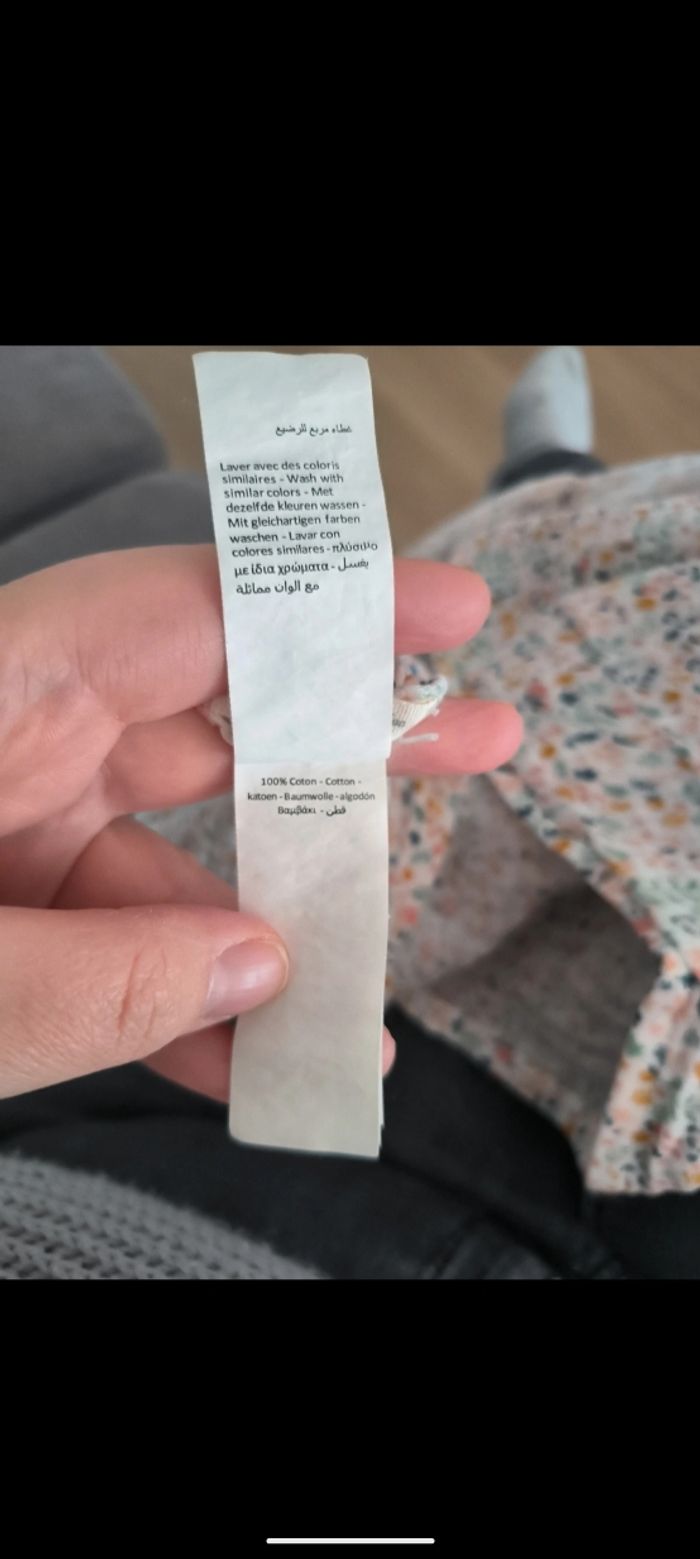 غطاء مربع للرضيع
Laver avec des coloris
similaires - Wash with
similar colors - Met
dezelfde kleuren wassen -
Mit gleichartigen farben
waschen - Lavar con
colores similares - πλύσιμο
με ίδια χρώματα - يغسل
مع الوان مماثلة
100% Coton - Cotton -
katoen - Baumwolle - algodón
Βαμβάκι - قطن